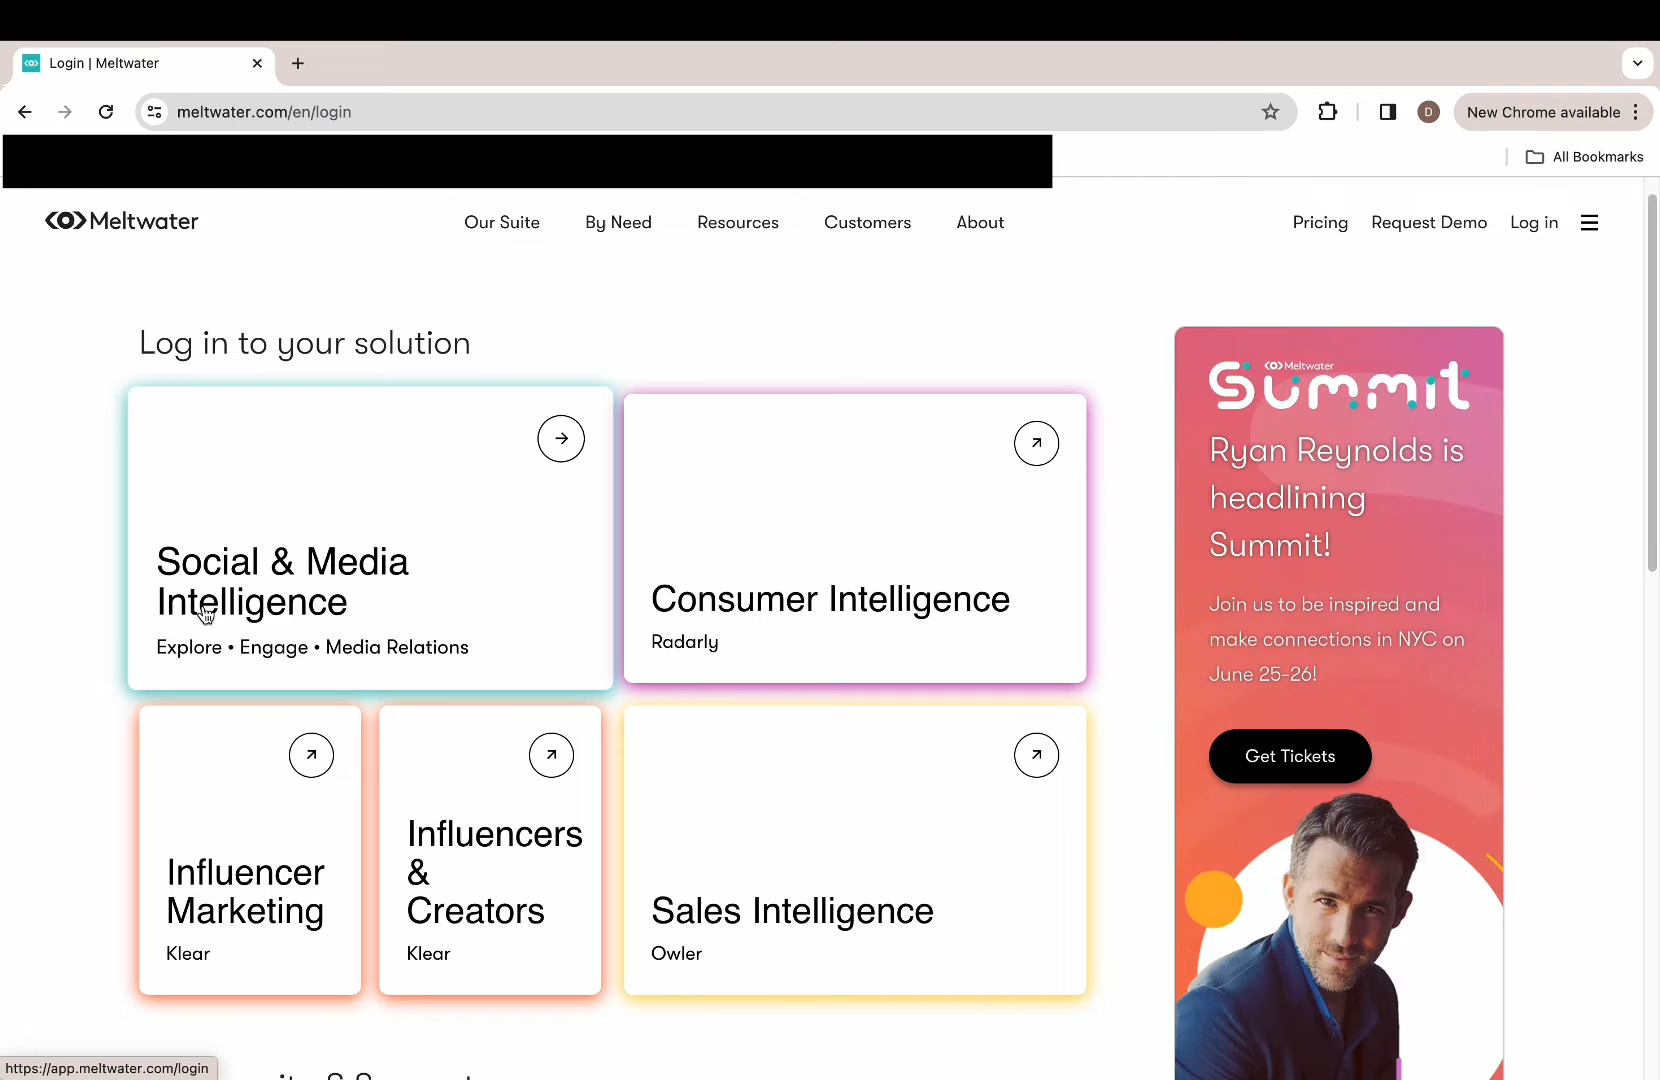 Login | Meltwater
meltwater.com/en/login
D
New Chrome available
All Bookmarks
Meltwater
Our Suite
By Need
Resources
Customers
About
Pricing
Request Demo
Log in
Log in to your solution
Social & Media
Intelligence
Explore • Engage • Media Relations
Consumer Intelligence
Radarly
Influencer
Marketing
Klear
Influencers
&
Creators
Klear
Sales Intelligence
Owler
Meltwater
Summit
Ryan Reynolds is
headlining
Summit!
Join us to be inspired and
make connections in NYC on
June 25-26!
Get Tickets
https://app.meltwater.com/login